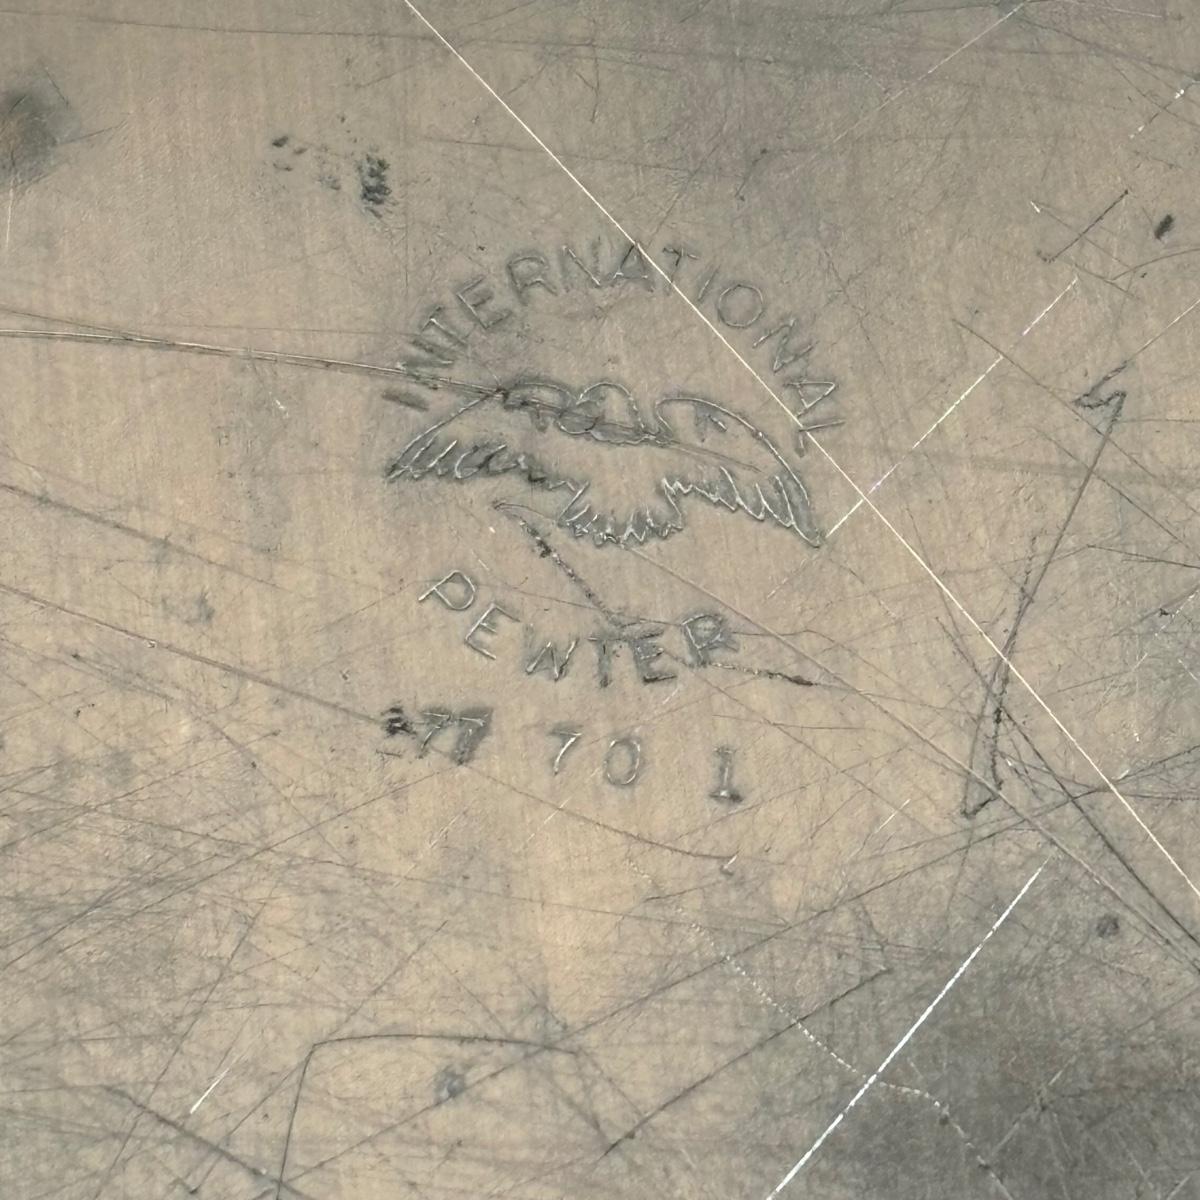 INTERNATIONAL
PEWTER
77 70 1